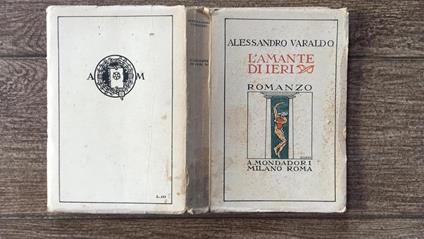 A M
ALESSANDRO VARALDO
L'AMANTE
DI IERI
ROMANZO
A. MONDADORI
MILANO ROMA